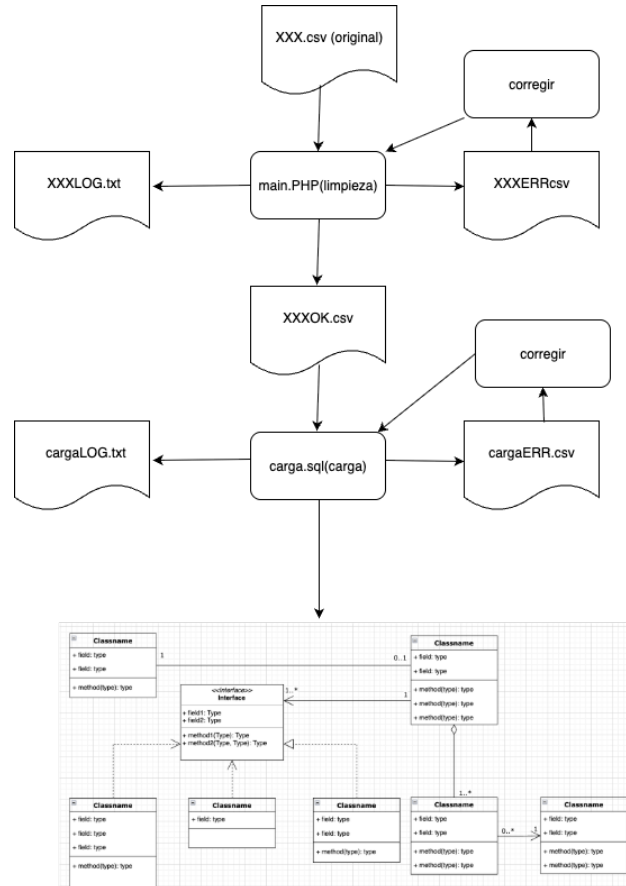 XXX.csv (original)
corregir
XXXLOG.txt
main.PHP(limpieza)
XXXERRcsv
XXXOK.csv
corregir
cargaLOG.txt
carga.sql(carga)
cargaERR.csv
Classname
+ field: type
+ field: type
+ method(type): type
1
0..1
Classname
+ field: type
+ field: type
+ method(type): type
+ method(type): type
+ method(type): type
<<interface>>
Interface
+ field1: Type
+ field2: Type
+ method1(Type): Type
+ method2(Type, Type): Type
1..*
1
1..*
Classname
+ field: type
+ field: type
+ field: type
+ method(type): type
Classname
+ field: type
Classname
+ field: type
+ field: type
+ method(type): type
Classname
+ field: type
+ field: type
+ method(type): type
+ method(type): type
0..*
1
Classname
+ field: type
+ field: type
+ method(type): type
+ method(type): type